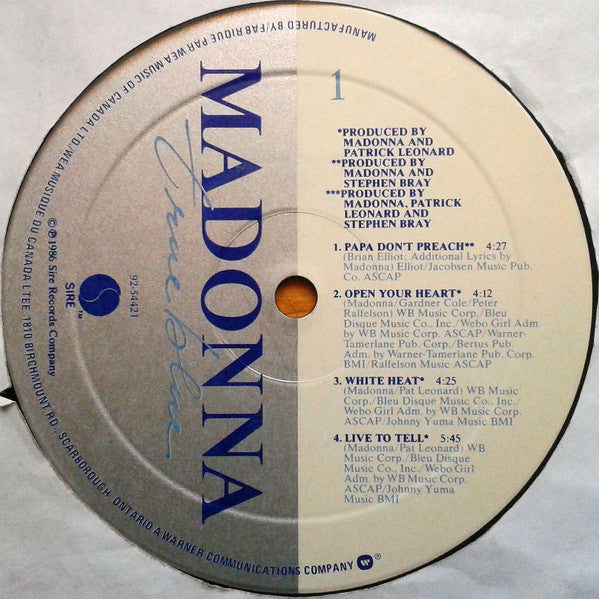 MADONNA
True blue
1
*PRODUCED BY
MADONNA AND
PATRICK LEONARD
**PRODUCED BY
MADONNA AND
STEPHEN BRAY
***PRODUCED BY
MADONNA, PATRICK
LEONARD AND
STEPHEN BRAY
1. PAPA DON'T PREACH** 4:27
(Brian Elliot; Additional Lyrics by
Madonna) Elliot/Jacobsen Music Pub.
Co. ASCAP
2. OPEN YOUR HEART* 4:12
(Madonna/Gardner Cole/Peter
Rafelson) WB Music Corp./Bleu
Disque Music Co., Inc./Webo Girl Adm.
by WB Music Corp. ASCAP/Warner-
Tamerlane Pub. Corp./Bertus Pub.
Adm. by Warner-Tamerlane Pub. Corp.
BMI/Ralfelson Music ASCAP
3. WHITE HEAT* 4:25
(Madonna/Pat Leonard) WB Music
Corp./Bleu Disque Music Co., Inc./
Webo Girl Adm. by WB Music Corp.
ASCAP/Johnny Yuma Music BMI
4. LIVE TO TELL* 5:45
(Madonna/Pat Leonard) WB
Music Corp./Bleu Disque
Music Co., Inc./Webo Girl
Adm. by WB Music Corp.
ASCAP/Johnny Yuma
Music BMI
92-54421
S
SIRE™
© ℗ 1986 Sire Records Company
MANUFACTURED BY/FABRIQUE PAR WEA MUSIC OF CANADA LTD/WEA MUSIQUE DU CANADA LTEE. 1810 BIRCHMOUNT RD., SCARBOROUGH, ONTARIO A WARNER COMMUNICATIONS COMPANY W ®